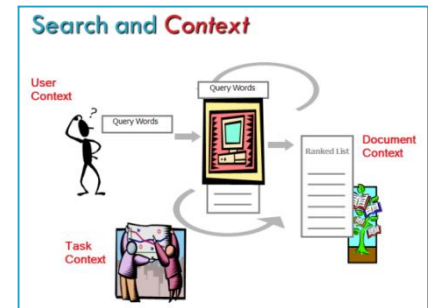 Search and Context
User
Context
?
Query Words
Query Words
Ranked List
Document
Context
Task
Context